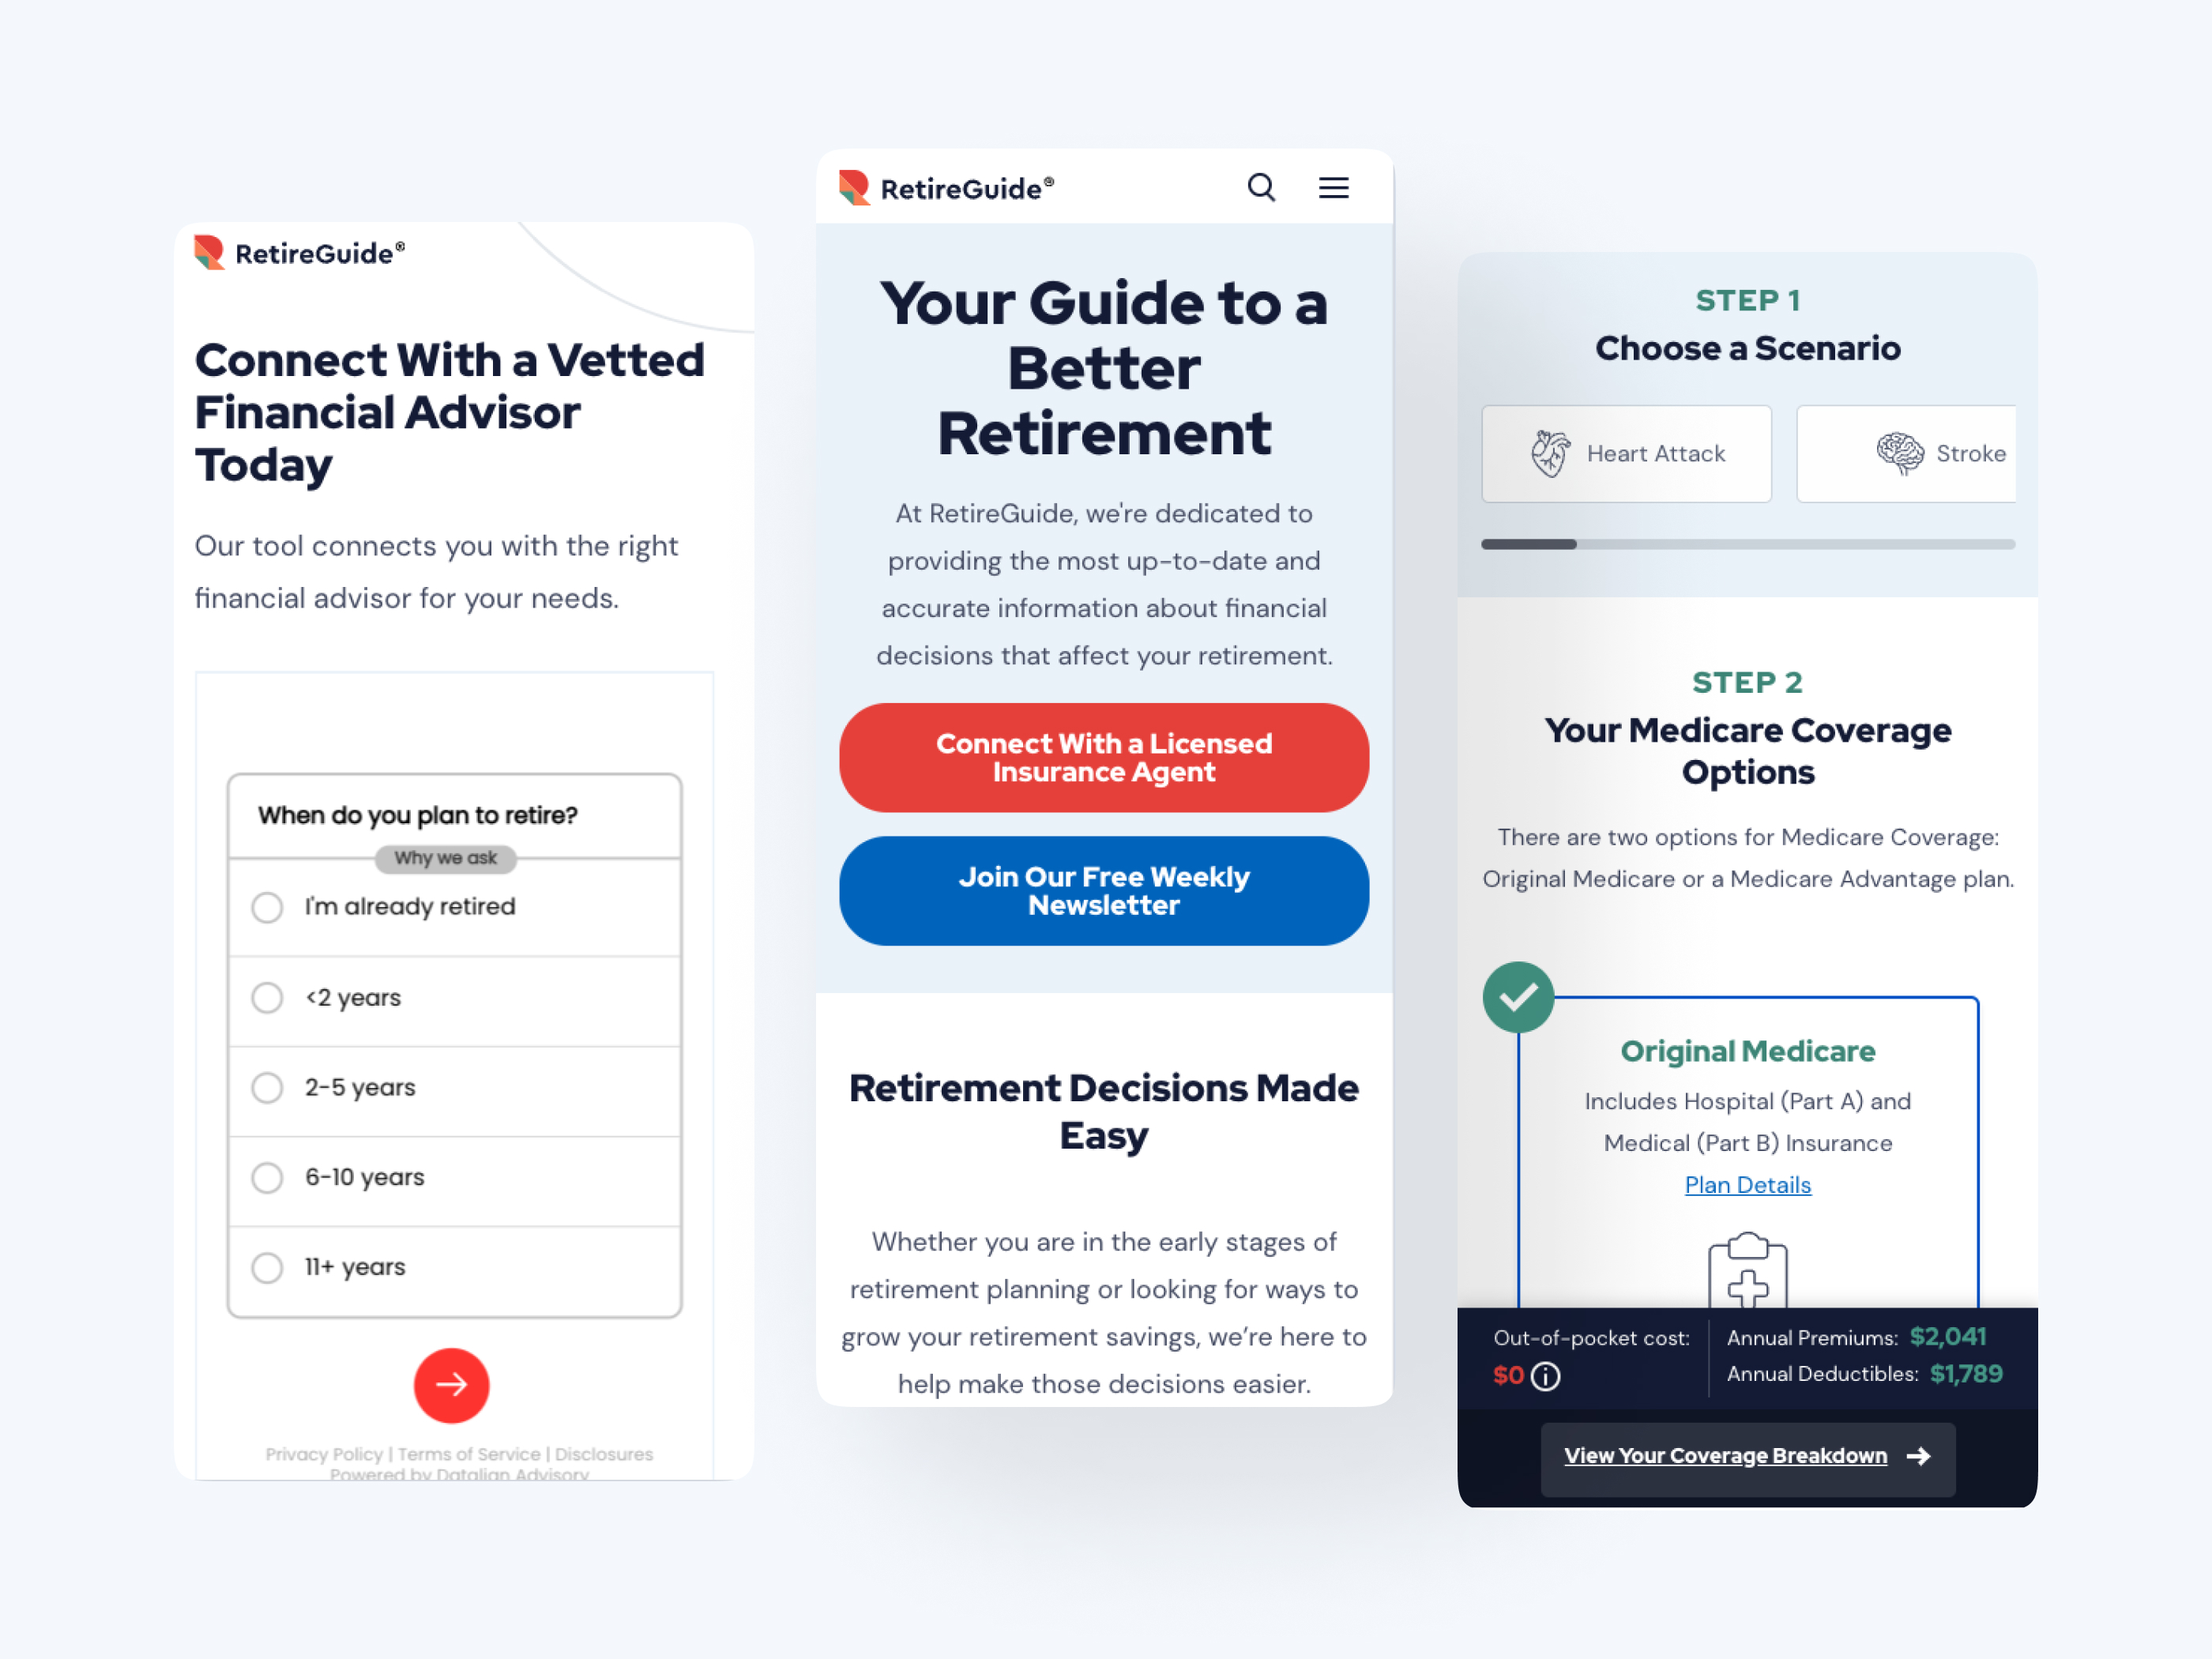 RetireGuide®
Connect With a Vetted
Financial Advisor
Today
Our tool connects you with the right
financial advisor for your needs.
When do you plan to retire?
Why we ask
I'm already retired
<2 years
2-5 years
6-10 years
11+ years
Privacy Policy | Terms of Service | Disclosures
Powered by Datalign Advisory
RetireGuide®
Your Guide to a
Better
Retirement
At RetireGuide, we're dedicated to
providing the most up-to-date and
accurate information about financial
decisions that affect your retirement.
Connect With a Licensed
Insurance Agent
Join Our Free Weekly
Newsletter
Retirement Decisions Made
Easy
Whether you are in the early stages of
retirement planning or looking for ways to
grow your retirement savings, we’re here to
help make those decisions easier.
STEP 1
Choose a Scenario
Heart Attack
Stroke
STEP 2
Your Medicare Coverage
Options
There are two options for Medicare Coverage:
Original Medicare or a Medicare Advantage plan.
Original Medicare
Includes Hospital (Part A) and
Medical (Part B) Insurance
Plan Details
Out-of-pocket cost:
$0
Annual Premiums: $2,041
Annual Deductibles: $1,789
View Your Coverage Breakdown